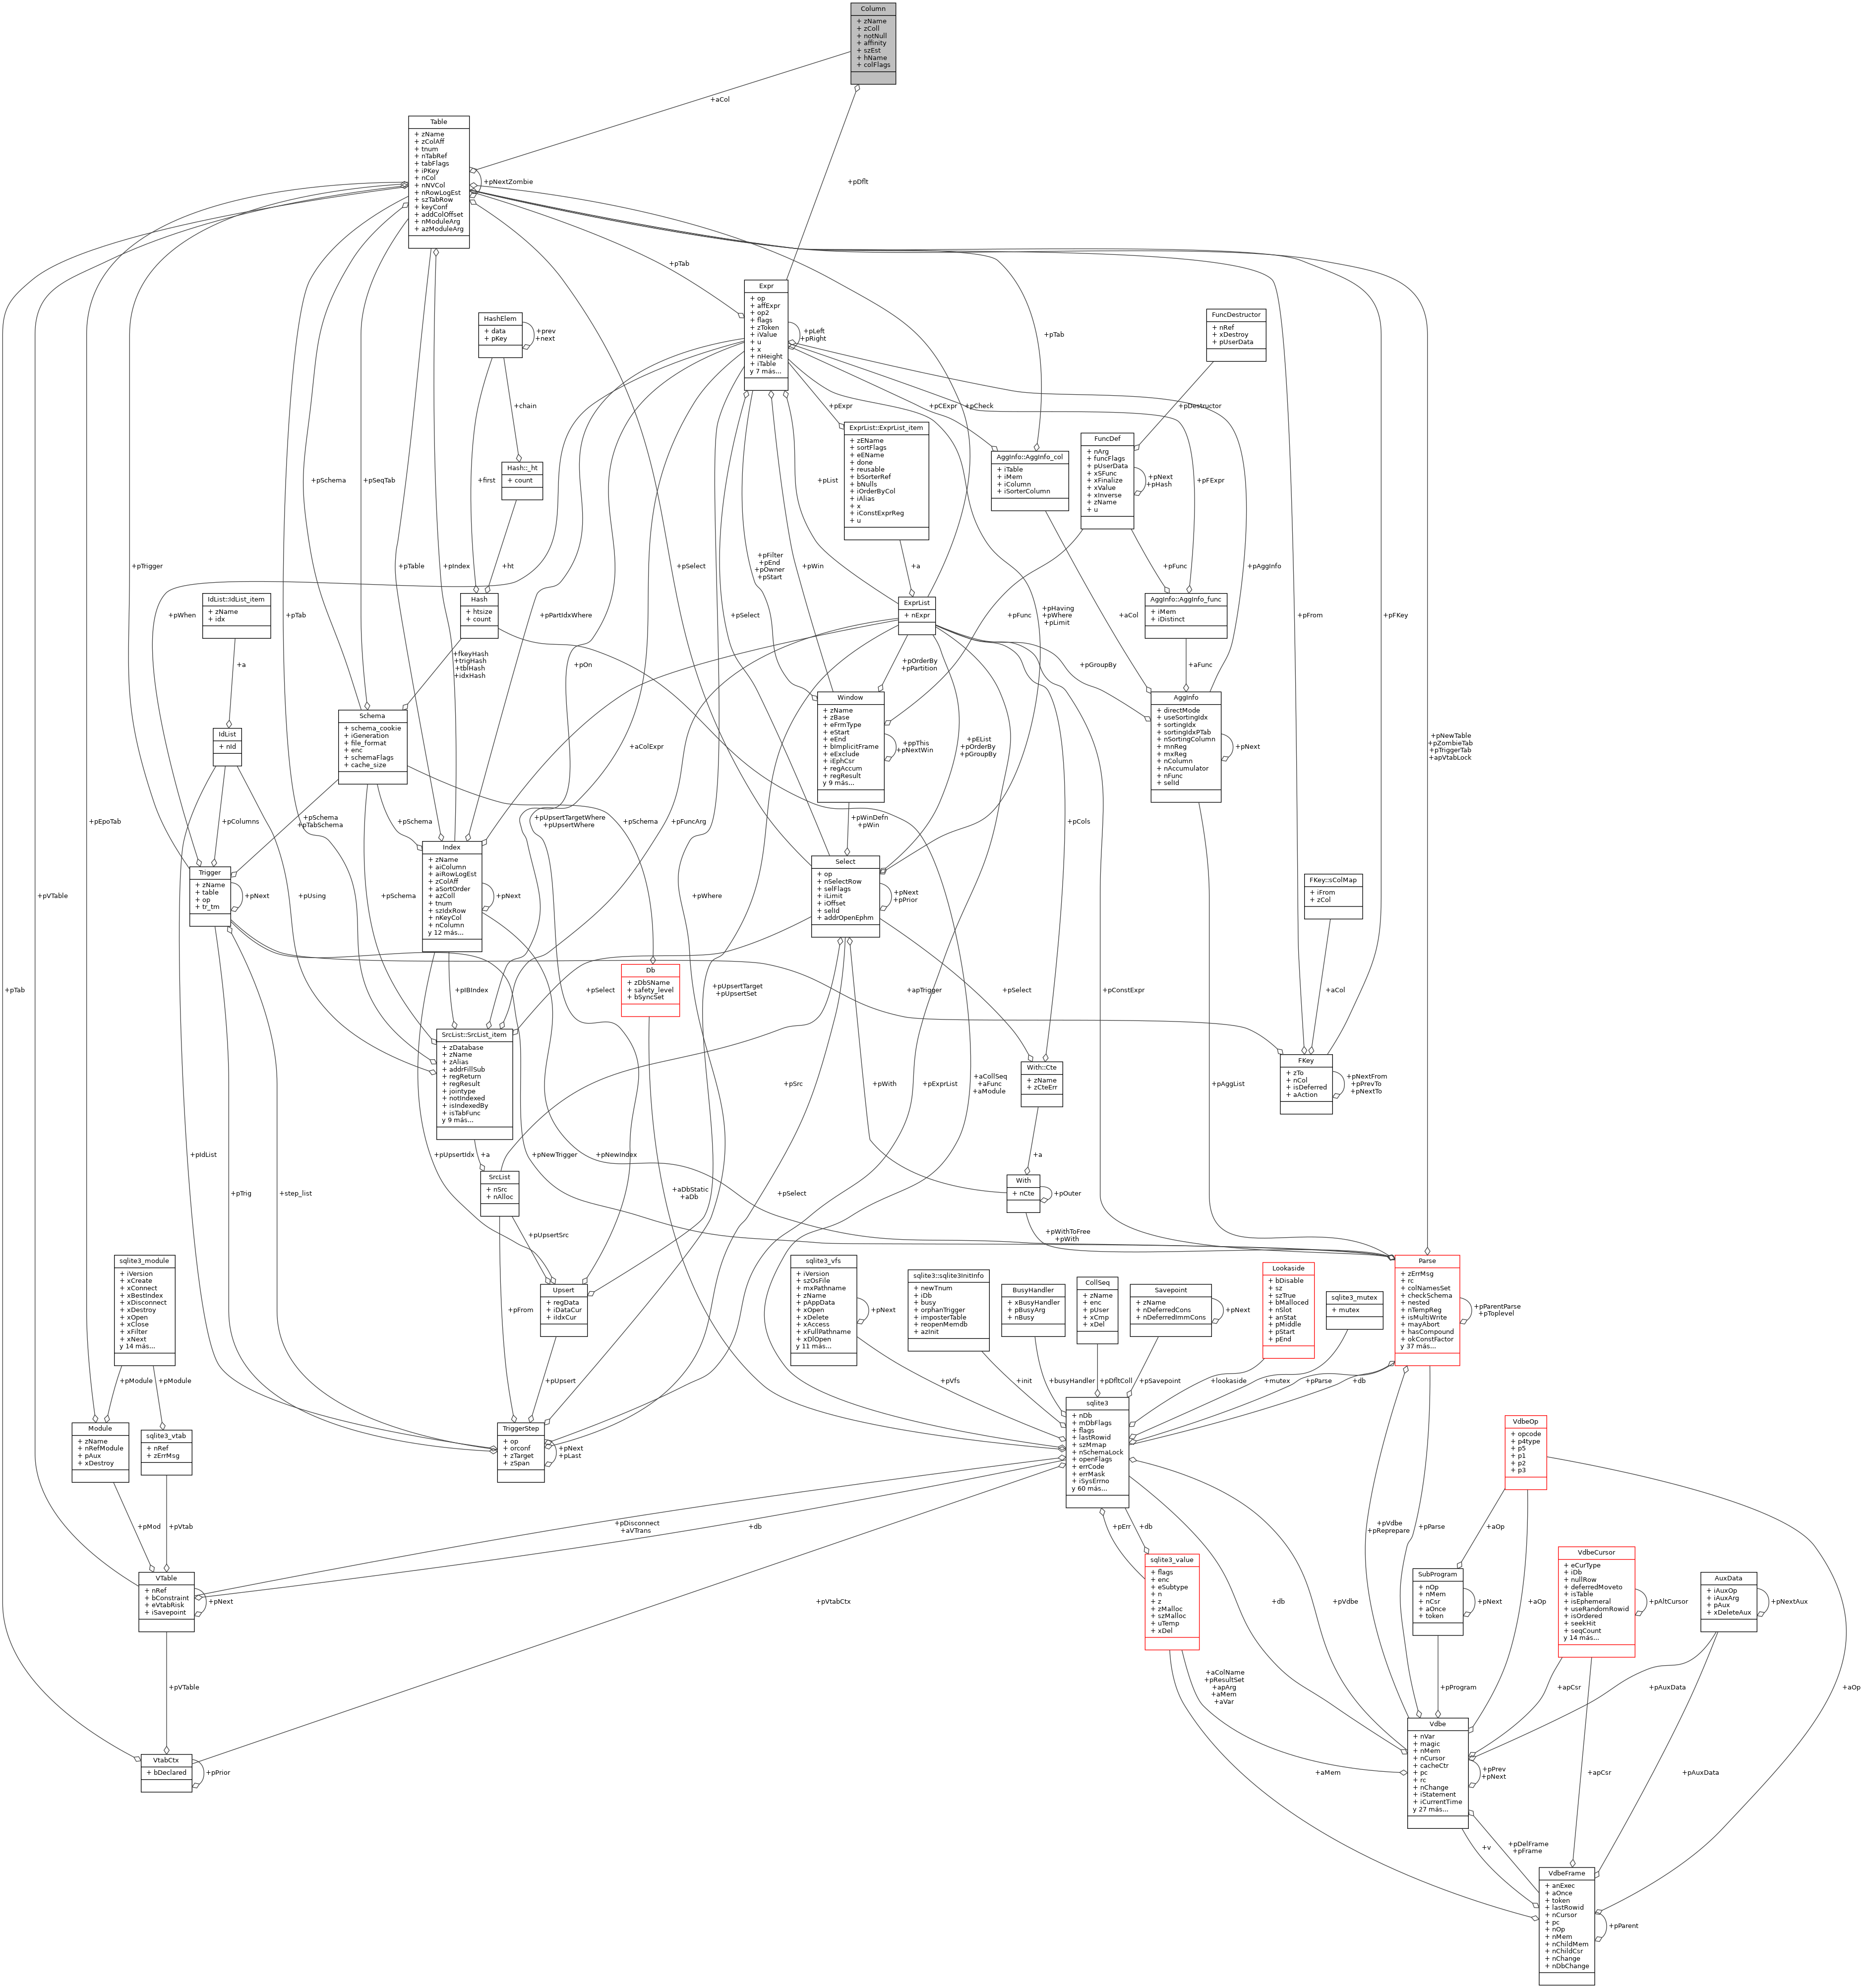 Column
+ zName
+ zColl
+ notNull
+ affinity
+ szEst
+ hName
+ colFlags
+aCol
Table
+ zName
+ zColAff
+ tnum
+ nTabRef
+ tabFlags
+ iPKey
+ nCol
+ nNVCol
+ nRowLogEst
+ szTabRow
+ keyConf
+ addColOffset
+ nModuleArg
+ azModuleArg
+pNextZombie
+pDflt
+pTab
Expr
+ op
+ affExpr
+ op2
+ flags
+ zToken
+ iValue
+ u
+ x
+ nHeight
+ iTable
y 7 más...
+pLeft
+pRight
HashElem
+ data
+ pKey
+prev
+next
FuncDestructor
+ nRef
+ xDestroy
+ pUserData
+pTab
+chain
+pExpr
+pCExpr
+pCheck
+pDestructor
ExprList::ExprList_item
+ zEName
+ sortFlags
+ eEName
+ done
+ reusable
+ bSorterRef
+ bNulls
+ iOrderByCol
+ iAlias
+ x
+ iConstExprReg
+ u
AggInfo::AggInfo_col
+ iTable
+ iMem
+ iColumn
+ iSorterColumn
FuncDef
+ nArg
+ funcFlags
+ pUserData
+ xSFunc
+ xFinalize
+ xValue
+ xInverse
+ zName
+ u
+pNext
+pHash
Hash::_ht
+ count
+pSchema
+pSeqTab
+first
+pList
+pFExpr
+pTrigger
+pTable
+pIndex
+ht
+pSelect
+pFilter
+pEnd
+pOwner
+pStart
+pWin
+a
+pFunc
+pAggInfo
IdList::IdList_item
+ zName
+ idx
Hash
+ htsize
+ count
ExprList
+ nExpr
AggInfo::AggInfo_func
+ iMem
+ iDistinct
+pWhen
+pTab
+pPartIdxWhere
+pSelect
+pFunc
+pHaving
+pWhere
+pLimit
+aCol
+pFrom
+pFKey
+a
+fkeyHash
+trigHash
+tblHash
+idxHash
+pOn
+pOrderBy
+pPartition
+pGroupBy
+aFunc
Schema
+ schema_cookie
+ iGeneration
+ file_format
+ enc
+ schemaFlags
+ cache_size
IdList
+ nId
Window
+ zName
+ zBase
+ eFrmType
+ eStart
+ eEnd
+ bImplicitFrame
+ eExclude
+ iEphCsr
+ regAccum
+ regResult
y 9 más...
+ppThis
+pNextWin
AggInfo
+ directMode
+ useSortingIdx
+ sortingIdx
+ sortingIdxPTab
+ nSortingColumn
+ mnReg
+ mxReg
+ nColumn
+ nAccumulator
+ nFunc
+ selId
+pNext
+aColExpr
+pEList
+pOrderBy
+pGroupBy
+pNewTable
+pZombieTab
+pTriggerTab
+apVtabLock
+pEpoTab
+pColumns
+pSchema
+pTabSchema
+pSchema
+pUpsertTargetWhere
+pUpsertWhere
+pSchema
+pFuncArg
+pWinDefn
+pWin
+pCols
Trigger
+ zName
+ table
+ op
+ tr_tm
+pNext
Index
+ zName
+ aiColumn
+ aiRowLogEst
+ zColAff
+ aSortOrder
+ azColl
+ tnum
+ szIdxRow
+ nKeyCol
+ nColumn
y 12 más...
+pNext
Select
+ op
+ nSelectRow
+ selFlags
+ iLimit
+ iOffset
+ selId
+ addrOpenEphm
+pNext
+pPrior
FKey::sColMap
+ iFrom
+ zCol
+pVTable
+pUsing
+pSchema
+pWhere
+pTab
+pIBIndex
+pSelect
Db
+ zDbSName
+ safety_level
+ bSyncSet
+pUpsertTarget
+pUpsertSet
+apTrigger
+pSelect
+pConstExpr
+aCol
SrcList::SrcList_item
+ zDatabase
+ zName
+ zAlias
+ addrFillSub
+ regReturn
+ regResult
+ jointype
+ notIndexed
+ isIndexedBy
+ isTabFunc
y 9 más...
With::Cte
+ zName
+ zCteErr
FKey
+ zTo
+ nCol
+ isDeferred
+ aAction
+pNextFrom
+pPrevTo
+pNextTo
+pSrc
+pWith
+pExprList
+aCollSeq
+aFunc
+aModule
+pAggList
+pIdList
+pUpsertIdx
+a
+pNewTrigger
+pNewIndex
+a
+pTrig
+step_list
SrcList
+ nSrc
+ nAlloc
+aDbStatic
+aDb
+pSelect
With
+ nCte
+pOuter
+pUpsertSrc
+pWithToFree
+pWith
sqlite3_module
+ iVersion
+ xCreate
+ xConnect
+ xBestIndex
+ xDisconnect
+ xDestroy
+ xOpen
+ xClose
+ xFilter
+ xNext
y 14 más...
+pFrom
Upsert
+ regData
+ iDataCur
+ iIdxCur
sqlite3_vfs
+ iVersion
+ szOsFile
+ mxPathname
+ zName
+ pAppData
+ xOpen
+ xDelete
+ xAccess
+ xFullPathname
+ xDlOpen
y 11 más...
+pNext
sqlite3::sqlite3InitInfo
+ newTnum
+ iDb
+ busy
+ orphanTrigger
+ imposterTable
+ reopenMemdb
+ azInit
BusyHandler
+ xBusyHandler
+ pBusyArg
+ nBusy
CollSeq
+ zName
+ enc
+ pUser
+ xCmp
+ xDel
Savepoint
+ zName
+ nDeferredCons
+ nDeferredImmCons
+pNext
Lookaside
+ bDisable
+ sz
+ szTrue
+ bMalloced
+ nSlot
+ anStat
+ pMiddle
+ pStart
+ pEnd
sqlite3_mutex
+ mutex
Parse
+ zErrMsg
+ rc
+ colNamesSet
+ checkSchema
+ nested
+ nTempReg
+ isMultiWrite
+ mayAbort
+ hasCompound
+ okConstFactor
y 37 más...
+pParentParse
+pToplevel
+pModule
+pModule
+pUpsert
+pVfs
+init
+busyHandler
+pDfltColl
+pSavepoint
+lookaside
+mutex
+pParse
+db
Module
+ zName
+ nRefModule
+ pAux
+ xDestroy
sqlite3_vtab
+ nRef
+ zErrMsg
TriggerStep
+ op
+ orconf
+ zTarget
+ zSpan
+pNext
+pLast
sqlite3
+ nDb
+ mDbFlags
+ flags
+ lastRowid
+ szMmap
+ nSchemaLock
+ openFlags
+ errCode
+ errMask
+ iSysErrno
y 60 más...
VdbeOp
+ opcode
+ p4type
+ p5
+ p1
+ p2
+ p3
+pMod
+pVtab
+pDisconnect
+aVTrans
+db
+pErr
+db
+pVdbe
+pReprepare
+pParse
+aOp
VTable
+ nRef
+ bConstraint
+ eVtabRisk
+ iSavepoint
+pNext
+pVtabCtx
sqlite3_value
+ flags
+ enc
+ eSubtype
+ n
+ z
+ zMalloc
+ szMalloc
+ uTemp
+ xDel
+db
+pVdbe
SubProgram
+ nOp
+ nMem
+ nCsr
+ aOnce
+ token
+pNext
+aOp
VdbeCursor
+ eCurType
+ iDb
+ nullRow
+ deferredMoveto
+ isTable
+ isEphemeral
+ useRandomRowid
+ isOrdered
+ seekHit
+ seqCount
y 14 más...
+pAltCursor
AuxData
+ iAuxOp
+ iAuxArg
+ pAux
+ xDeleteAux
+pNextAux
+pVTable
+aColName
+pResultSet
+apArg
+aMem
+aVar
+pProgram
+apCsr
+pAuxData
+aOp
VtabCtx
+ bDeclared
+pPrior
+aMem
Vdbe
+ nVar
+ magic
+ nMem
+ nCursor
+ cacheCtr
+ pc
+ rc
+ nChange
+ iStatement
+ iCurrentTime
y 27 más...
+pPrev
+pNext
+apCsr
+pAuxData
+v
+pDelFrame
+pFrame
VdbeFrame
+ anExec
+ aOnce
+ token
+ lastRowid
+ nCursor
+ pc
+ nOp
+ nMem
+ nChildMem
+ nChildCsr
+ nChange
+ nDbChange
+pParent